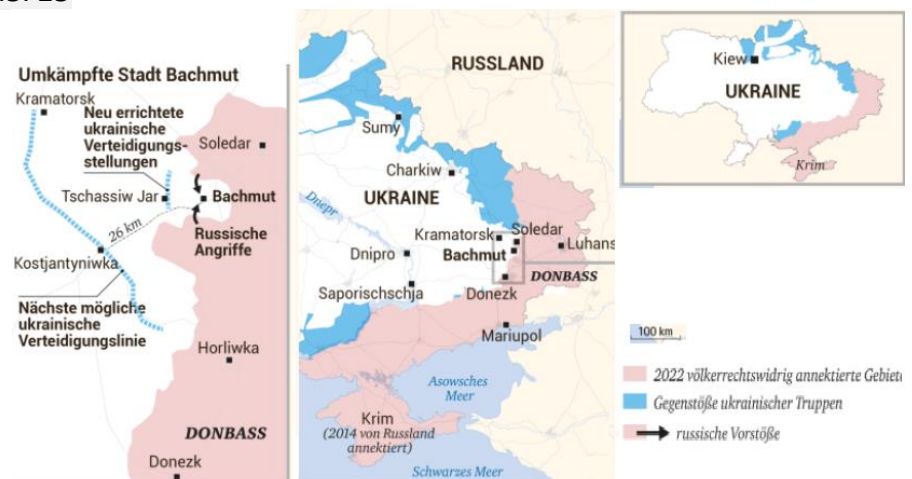 Umkämpfte Stadt Bachmut
Kramatorsk
Neu errichtete
ukrainische
Verteidigungs-
stellungen
Soledar
Tschassiw Jar
Bachmut
26 km
Russische
Angriffe
Kostjantyniwka
Nächste mögliche
ukrainische
Verteidigungslinie
Horliwka
DONBASS
Donezk
RUSSLAND
Sumy
Charkiw
UKRAINE
Dnepr
Kramatorsk
Soledar
Luhans
Dnipro
Bachmut
DONBASS
Saporischschja
Donezk
Mariupol
Asowsches
Meer
Krim
(2014 von Russland
annektiert)
Schwarzes Meer
Kiew
UKRAINE
Krim
100 km
2022 völkerrechtswidrig annektierte Gebiet
Gegenstöße ukrainischer Truppen
russische Vorstöße